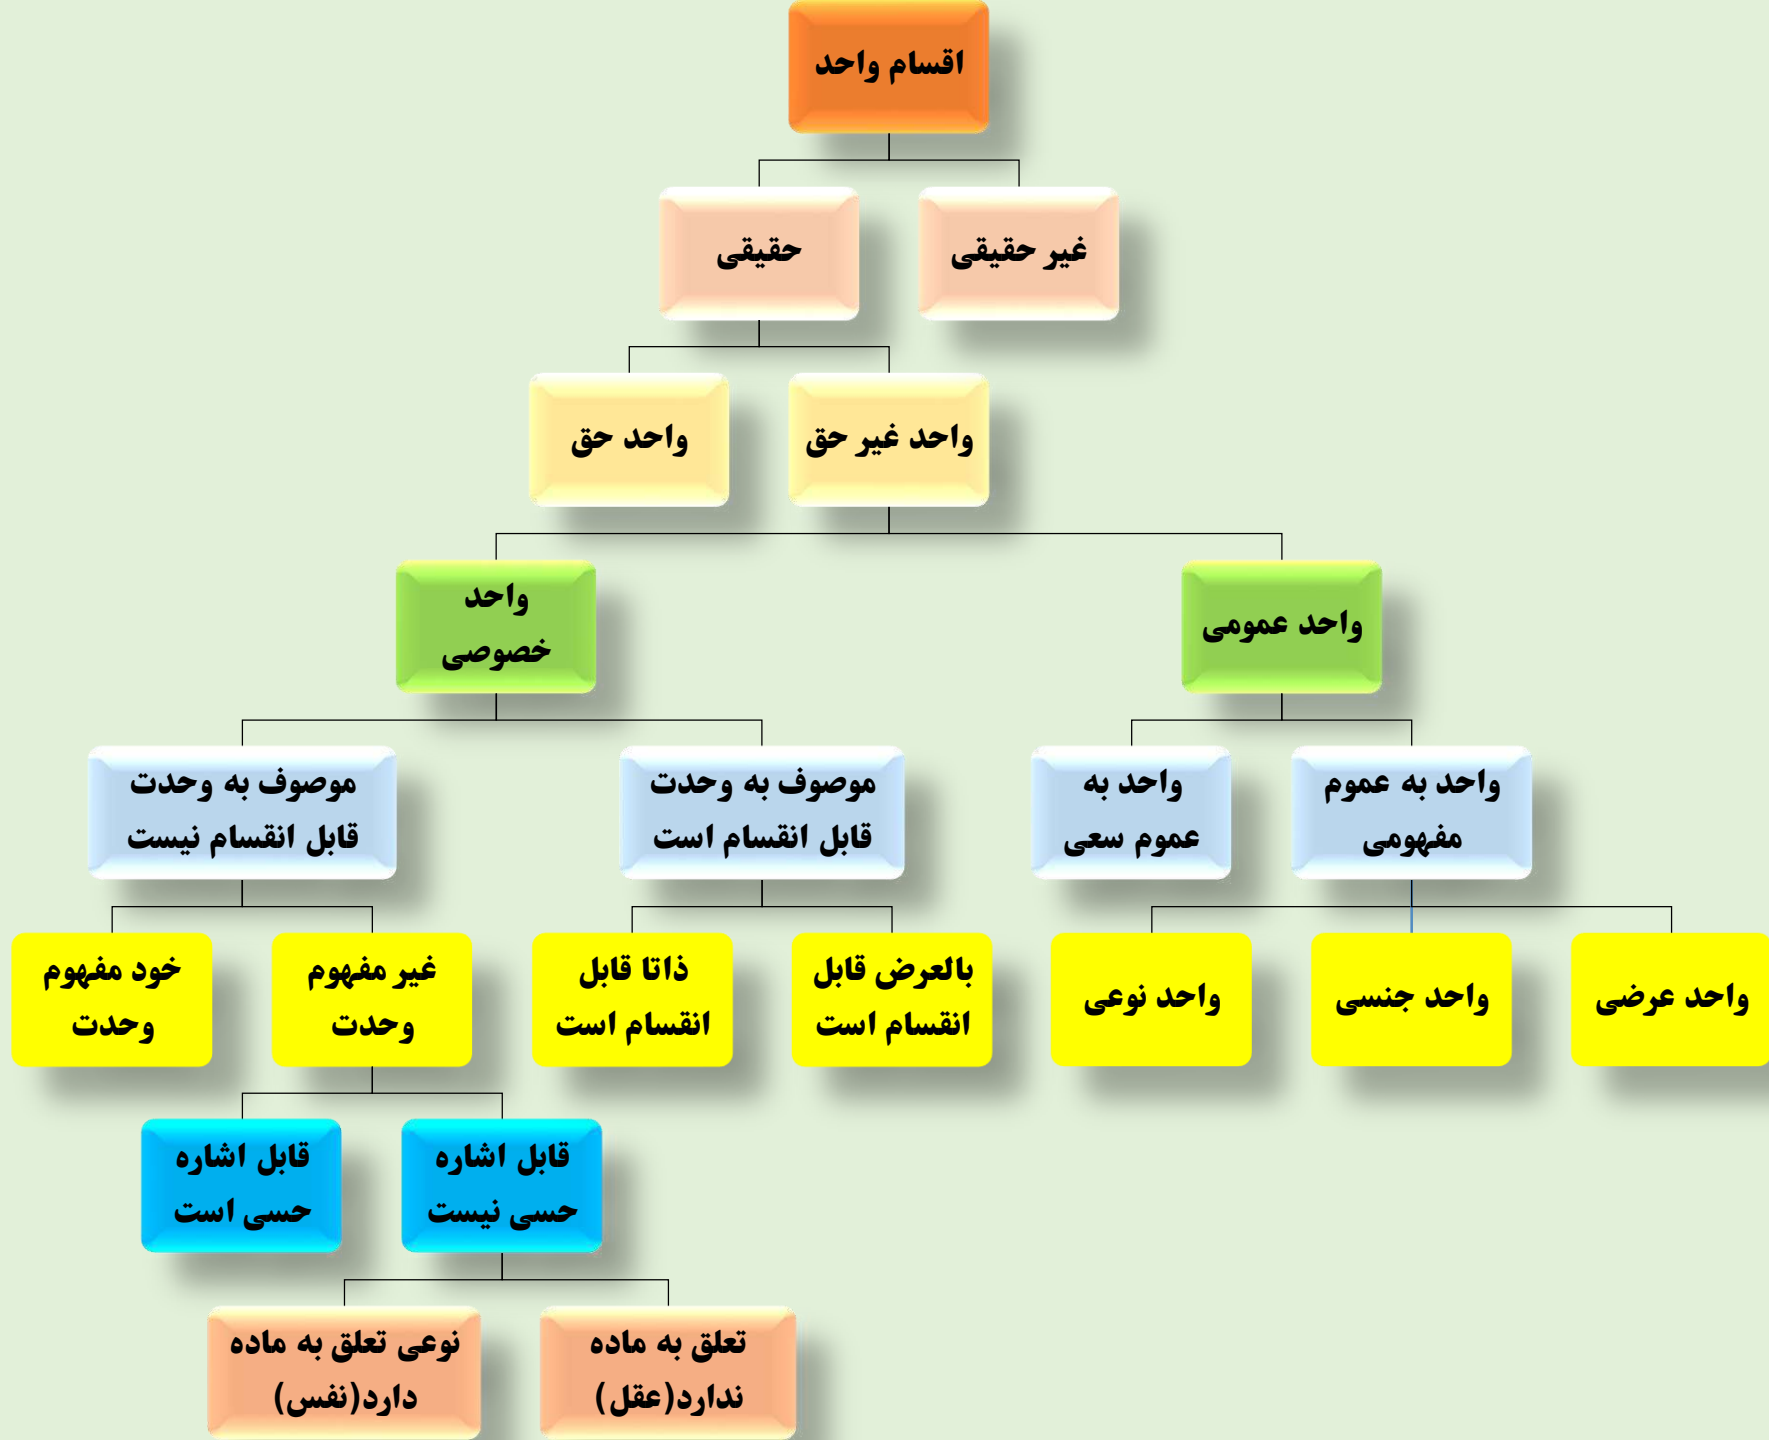 اقسام واحد
غیر حقیقی
حقیقی
واحد غیر حق
واحد حق
واحد عمومی
واحد
خصوصی
واحد به عموم
مفهومی
واحد به
عموم سعی
موصوف به وحدت
قابل انقسام است
موصوف به وحدت
قابل انقسام نیست
واحد عرضی
واحد جنسی
واحد نوعی
بالعرض قابل
انقسام است
ذاتا قابل
انقسام است
غیر مفهوم
وحدت
خود مفهوم
وحدت
قابل اشاره
حسی نیست
قابل اشاره
حسی است
تعلق به ماده
ندارد(عقل)
نوعی تعلق به ماده
دارد(نفس)